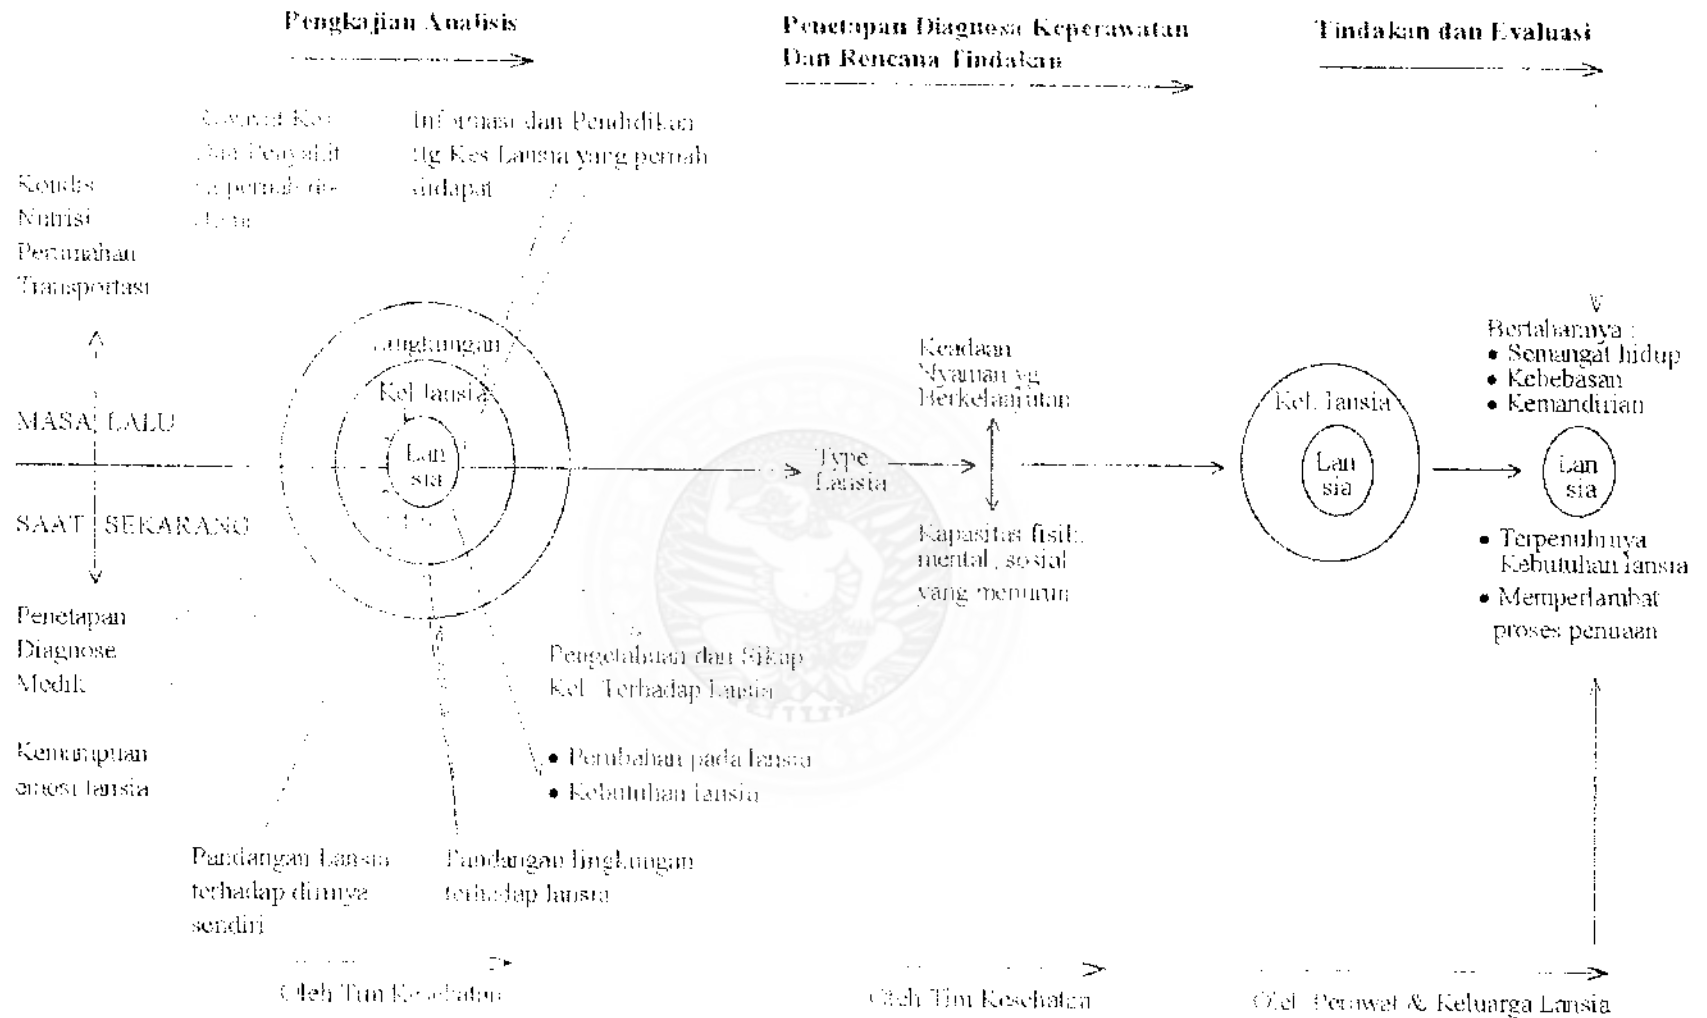 Pengkajian Analisis
Penetapan Diagnosa Keperawatan
Dan Rencana Tindakan
Tindakan dan Evaluasi
Penyakit
pernah
Informasi dan Pendidikan
ttg Kes Lansia yang pernah
didapat
Kondisi
Nutrisi
Perumahan
Transportasi
Lingkungan
Kel lansia
Lan
sia
MASA LALU
SAAT SEKARANG
Type
Lansia
Keadaan
Nyaman yg
Berkelanjutan
Kapasitas fisik,
mental, sosial
yang menurun
Kel. lansia
Lan
sia
Bertahannya :
• Semangat hidup
• Kebebasan
• Kemandirian
Lan
sia
• Terpenuhinya
Kebutuhan lansia
• Memperlambat
proses penuaan
Penetapan
Diagnose
Medik
Kemampuan
emosi lansia
Pengetahuan dan Sikap
Kel. Terhadap Lansia
• Perubahan pada lansia
• Kebutuhan lansia
Pandangan Lansia
terhadap dirinya
sendiri
Pandangan lingkungan
terhadap lansia
Oleh Tim Kesehatan
Oleh Tim Kesehatan
Oleh Perawat & Keluarga Lansia